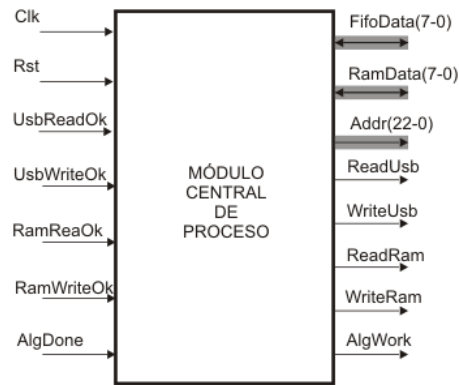 Clk
Rst
UsbReadOk
UsbWriteOk
RamReaOk
RamWriteOk
AlgDone
MÓDULO
CENTRAL
DE
PROCESO
FifoData(7-0)
RamData(7-0)
Addr(22-0)
ReadUsb
WriteUsb
ReadRam
WriteRam
AlgWork